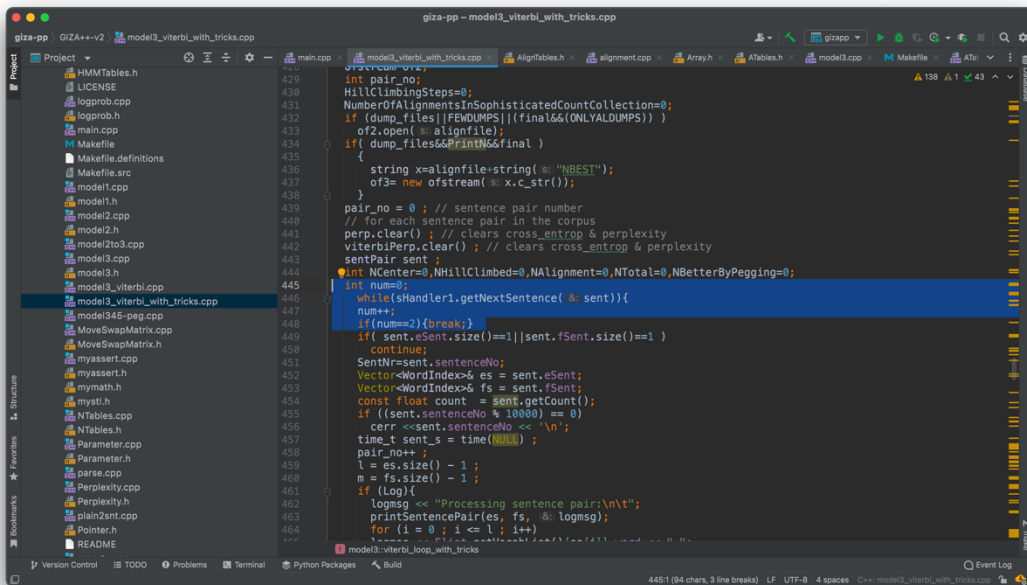 giza-pp – model3_viterbi_with_tricks.cpp
giza-pp GIZA++-v2 model3_viterbi_with_tricks.cpp gizapp
Project main.cpp model3_viterbi_with_tricks.cpp AlignTables.h alignment.cpp Array.h ATables.h model3.cpp Makefile
Project
Structure
Favorites
Bookmarks
HMMTables.h
LICENSE
logprob.cpp
logprob.h
main.cpp
Makefile
Makefile.definitions
Makefile.src
model1.cpp
model1.h
model2.cpp
model2.h
model2to3.cpp
model3.cpp
model3.h
model3_viterbi.cpp
model3_viterbi_with_tricks.cpp
model345-peg.cpp
MoveSwapMatrix.cpp
MoveSwapMatrix.h
myassert.cpp
myassert.h
mymath.h
mystl.h
NTables.cpp
NTables.h
Parameter.cpp
Parameter.h
parse.cpp
Perplexity.cpp
Perplexity.h
plain2snt.cpp
Pointer.h
README
138 1 43
429 int pair_no;
430 HillClimbingSteps=0;
431 NumberOfAlignmentsInSophisticatedCountCollection=0;
432 if (dump_files||FEWDUMPS||(final&&(ONLYALDUMPS)) )
433 of2.open( s: alignfile);
434 if( dump_files&&PrintN&&final )
435 {
436 string x=alignfile+string( s: "NBEST");
437 of3= new ofstream( s: x.c_str());
438 }
439 pair_no = 0 ; // sentence pair number
440 // for each sentence pair in the corpus
441 perp.clear() ; // clears cross_entrop & perplexity
442 viterbiPerp.clear() ; // clears cross_entrop & perplexity
443 sentPair sent ;
444 int NCenter=0,NHillClimbed=0,NAlignment=0,NTotal=0,NBetterByPegging=0;
445 int num=0;
446 while(sHandler1.getNextSentence( &: sent)){
447 num++;
448 if(num==2){break;}
449 if( sent.eSent.size()==1||sent.fSent.size()==1 )
450 continue;
451 SentNr=sent.sentenceNo;
452 Vector<WordIndex>& es = sent.eSent;
453 Vector<WordIndex>& fs = sent.fSent;
454 const float count = sent.getCount();
455 if ((sent.sentenceNo % 10000) == 0)
456 cerr <<sent.sentenceNo << '\n';
457 time_t sent_s = time(NULL) ;
458 pair_no++ ;
459 l = es.size() - 1 ;
460 m = fs.size() - 1 ;
461 if (Log){
462 logmsg << "Processing sentence pair:\n\t";
463 printSentencePair(es, fs, &: logmsg);
464 for (i = 0 ; i <= l ; i++)
model3::viterbi_loop_with_tricks
Version Control TODO Problems Terminal Python Packages Build Event Log
445:1 (94 chars, 3 line breaks) LF UTF-8 4 spaces C++: model3_viterbi_with_tricks.cpp